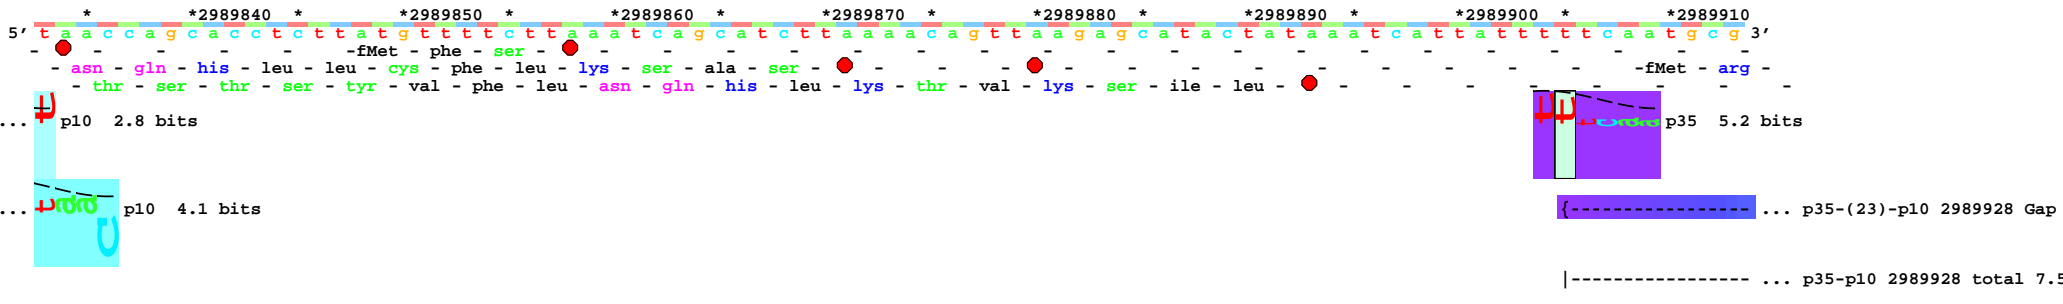 * *2989840 * *2989850 * *2989860 * *2989870 * *2989880 * *2989890 * *2989900 * *2989910
5' t a a c c a g c a c c t c t t a t g t t t t c t t a a a t c a g c a t c t t a a a a c a g t t a a g a g c a t a c t a t a a a t c a t t a t t t t t c a a t g c g 3'
- - - - - -fMet - phe - ser - - - - - - - - - - - - - - - - - - - -
- asn - gln - his - leu - leu - cys - phe - leu - lys - ser - ala - ser - - - - - - - - - - - - -fMet - arg -
- thr - ser - thr - ser - tyr - val - phe - leu - asn - gln - his - leu - lys - thr - val - lys - ser - ile - leu - - - - - - - - -
... t p10 2.8 bits
t t t c a a p35 5.2 bits
... t a a c p10 4.1 bits
{----------------- ... p35-(23)-p10 2989928 Gap
|----------------- ... p35-p10 2989928 total 7.5